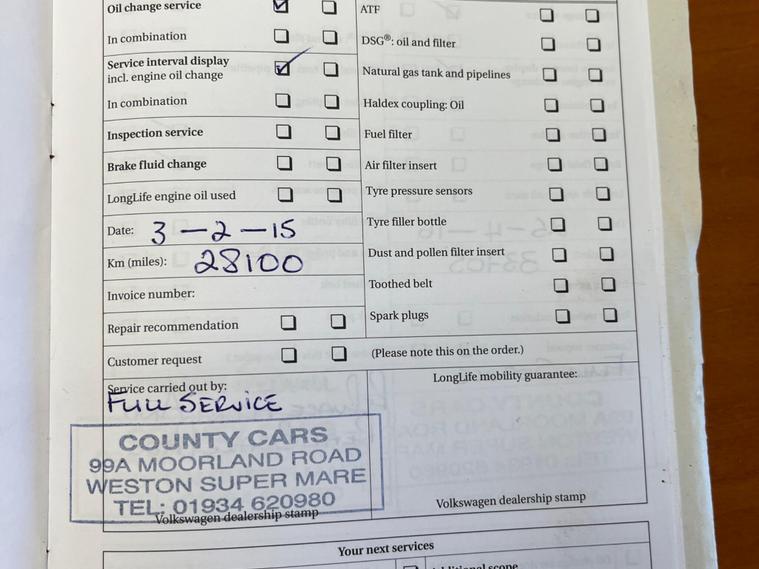 Oil change service
In combination
Service interval display
incl. engine oil change
In combination
Inspection service
Brake fluid change
LongLife engine oil used
Date: 3-2-15
Km (miles): 28100
Invoice number:
Repair recommendation
Customer request
ATF
DSG®: oil and filter
Natural gas tank and pipelines
Haldex coupling: Oil
Fuel filter
Air filter insert
Tyre pressure sensors
Tyre filler bottle
Dust and pollen filter insert
Toothed belt
Spark plugs
(Please note this on the order.)
Service carried out by:
FULL SERVICE
COUNTY CARS
99A MOORLAND ROAD
WESTON SUPER MARE
TEL: 01934 620980
Volkswagen dealership stamp
LongLife mobility guarantee:
Volkswagen dealership stamp
Your next services